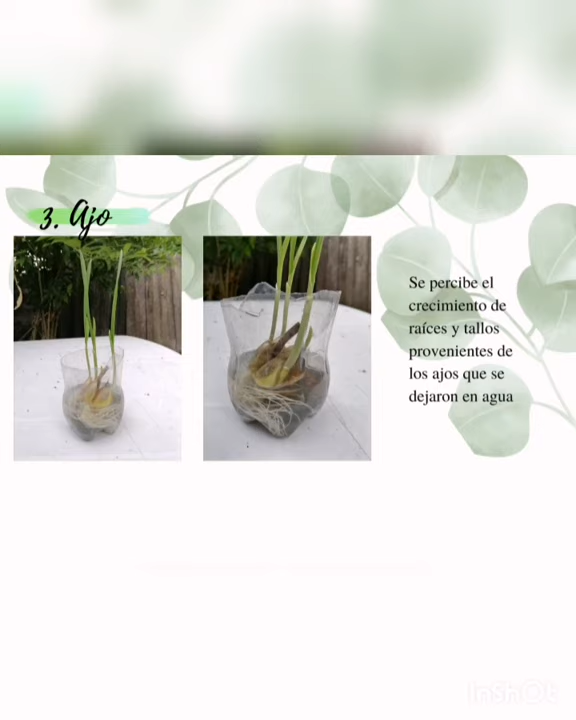 3. Ajo
Se percibe el
crecimiento de
raíces y tallos
provenientes de
los ajos que se
dejaron en agua
InShOt